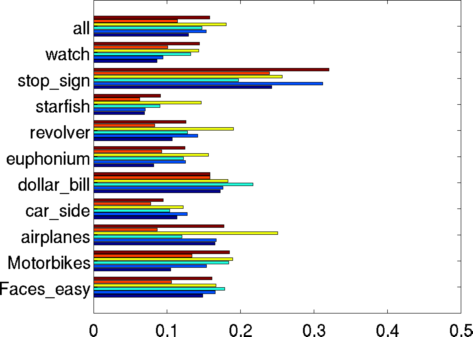 all
watch
stop_sign
starfish
revolver
euphonium
dollar_bill
car_side
airplanes
Motorbikes
Faces_easy
0 0.1 0.2 0.3 0.4 0.5